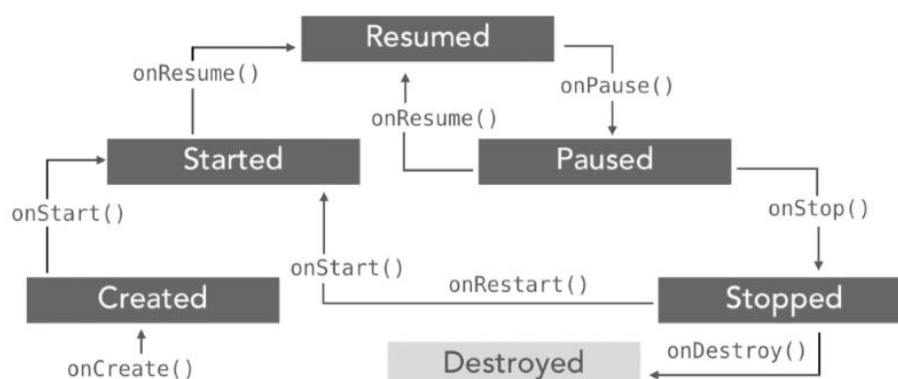 Resumed
onResume()
onPause()
onResume()
Started
Paused
onStart()
onStop()
onStart()
onRestart()
Created
Stopped
onCreate()
Destroyed
onDestroy()